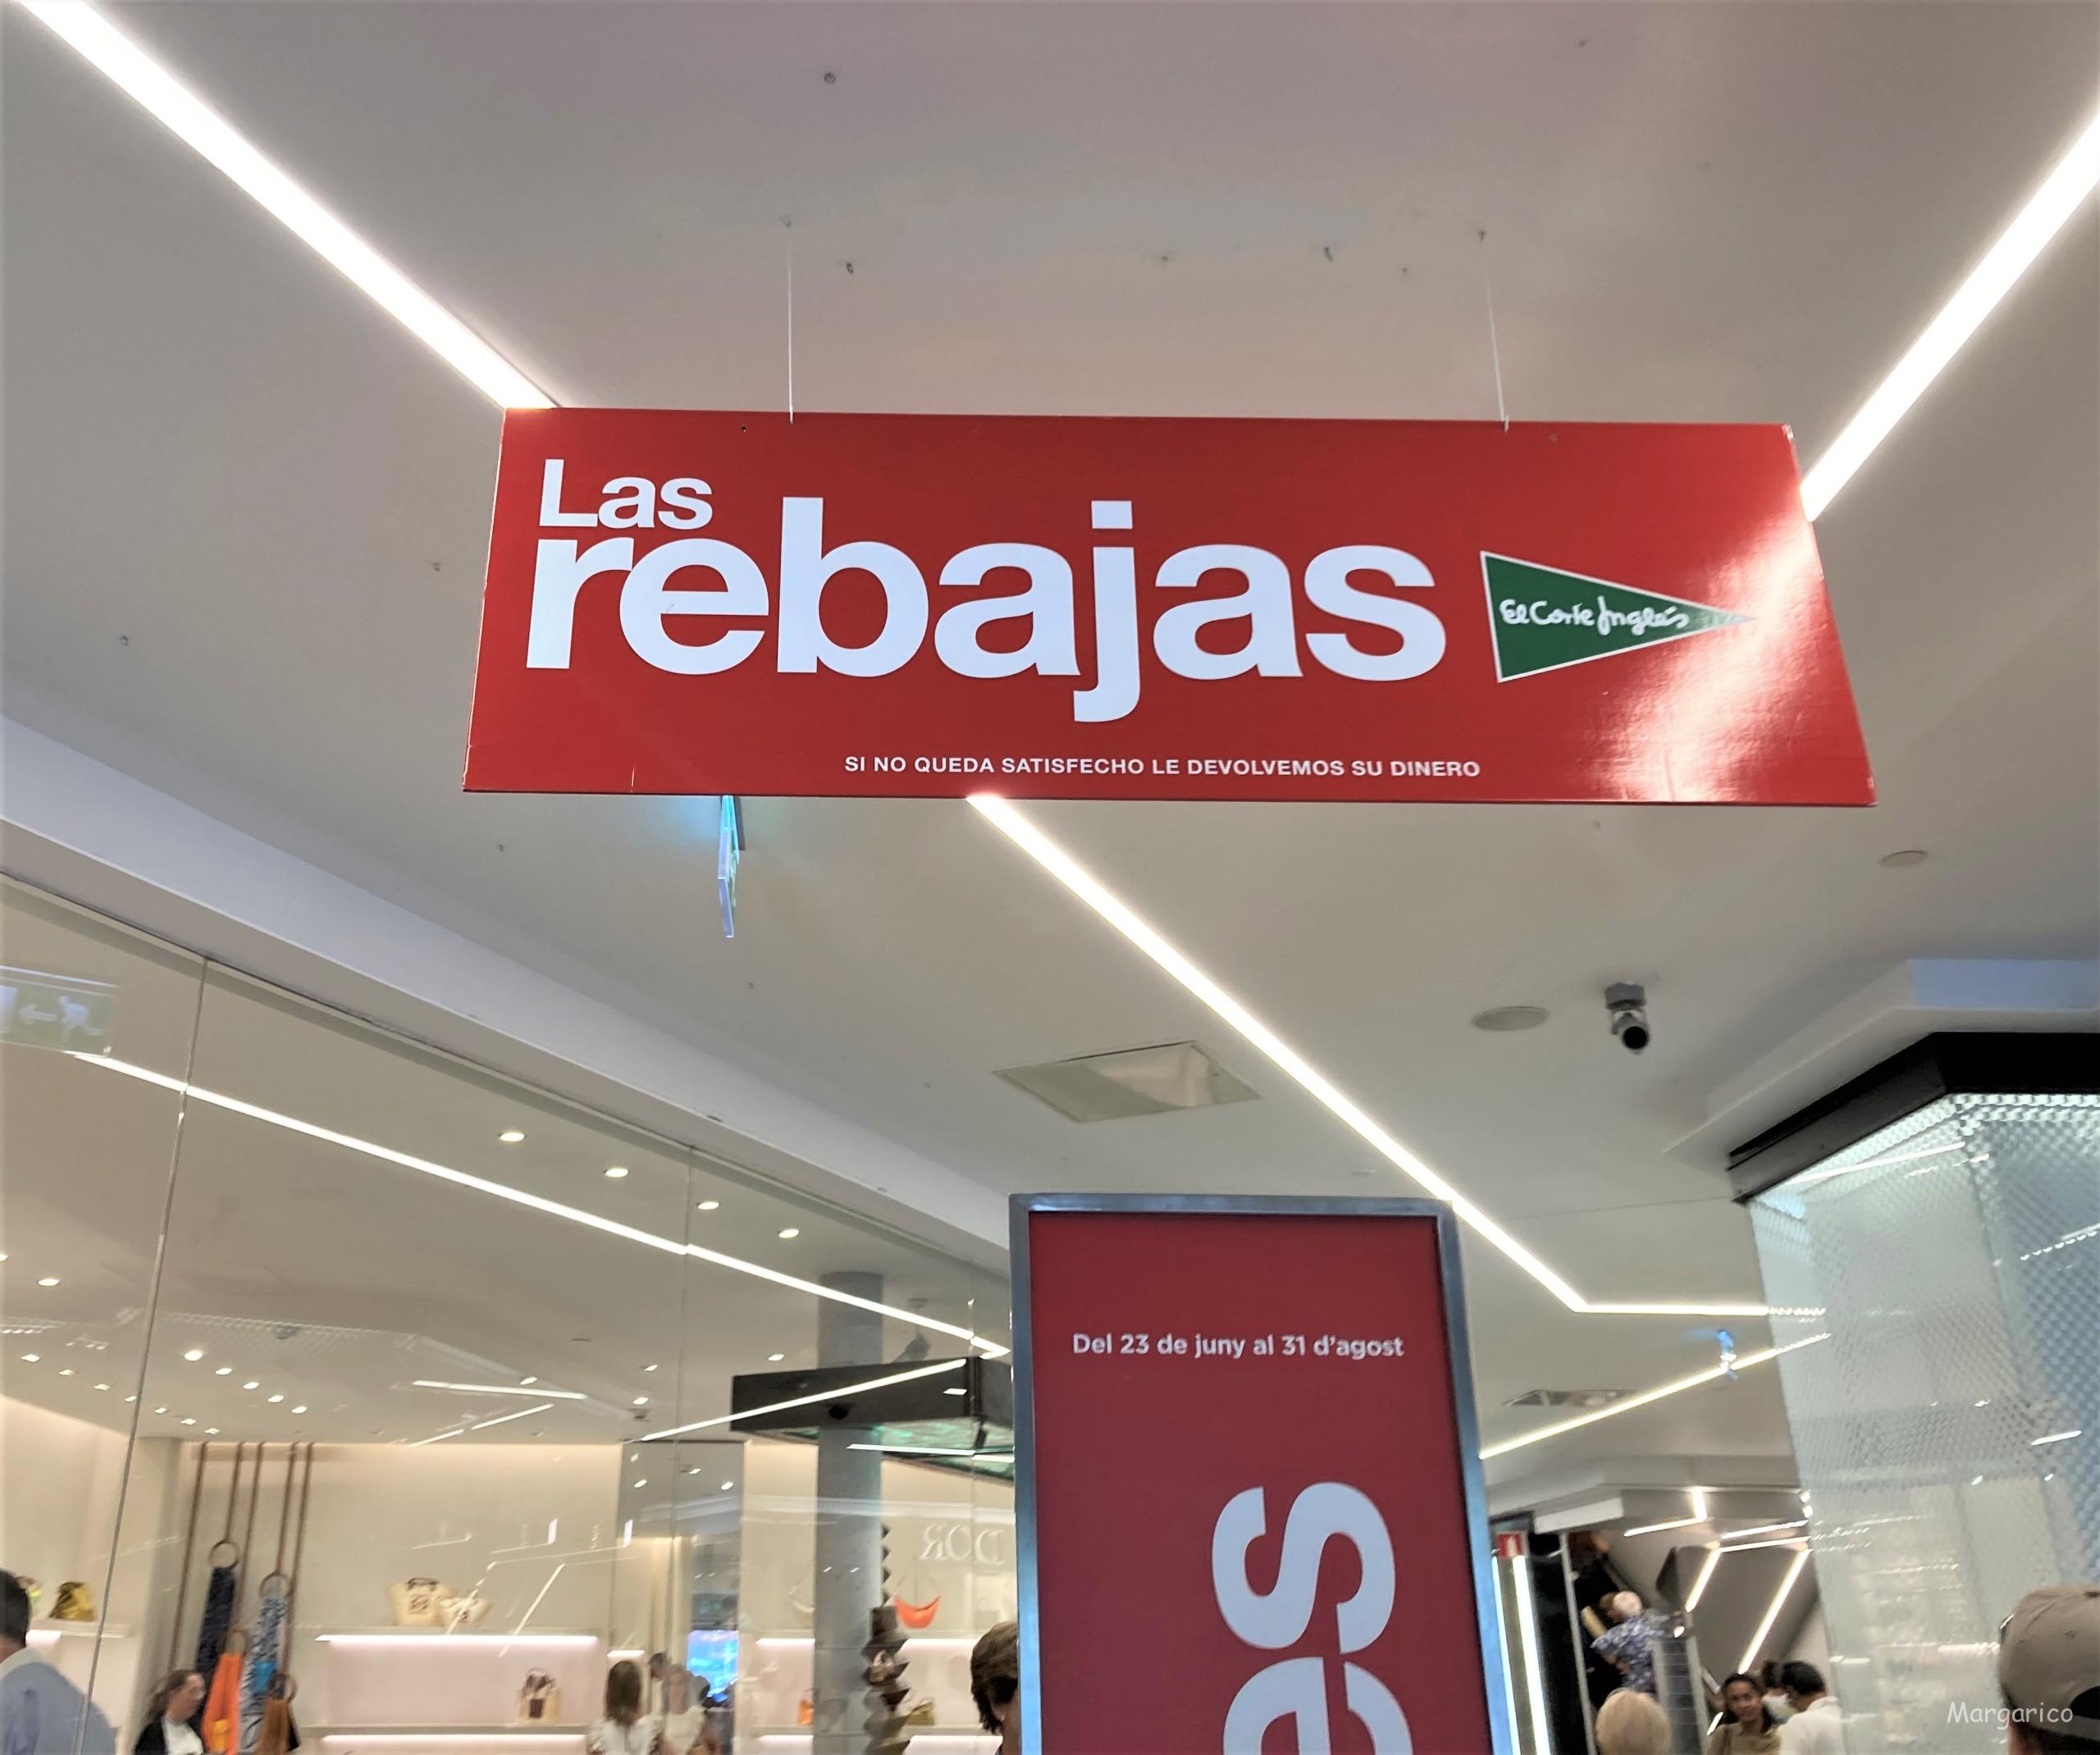 Las
rebajas
El Corte Inglés
SI NO QUEDA SATISFECHO LE DEVOLVEMOS SU DINERO
Del 23 de juny al 31 d'agost
es
Margarico